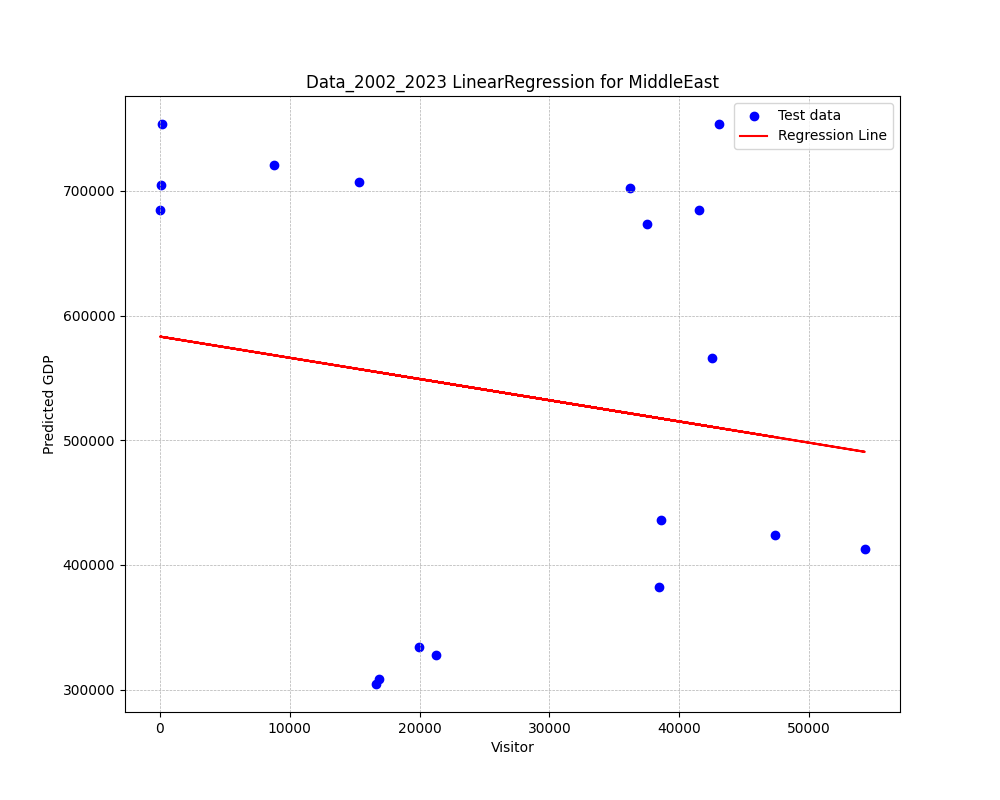 Data_2002_2023 LinearRegression for MiddleEast
Test data
Regression Line
700000
600000
500000
400000
300000
Predicted GDP
0
10000
20000
30000
40000
50000
Visitor